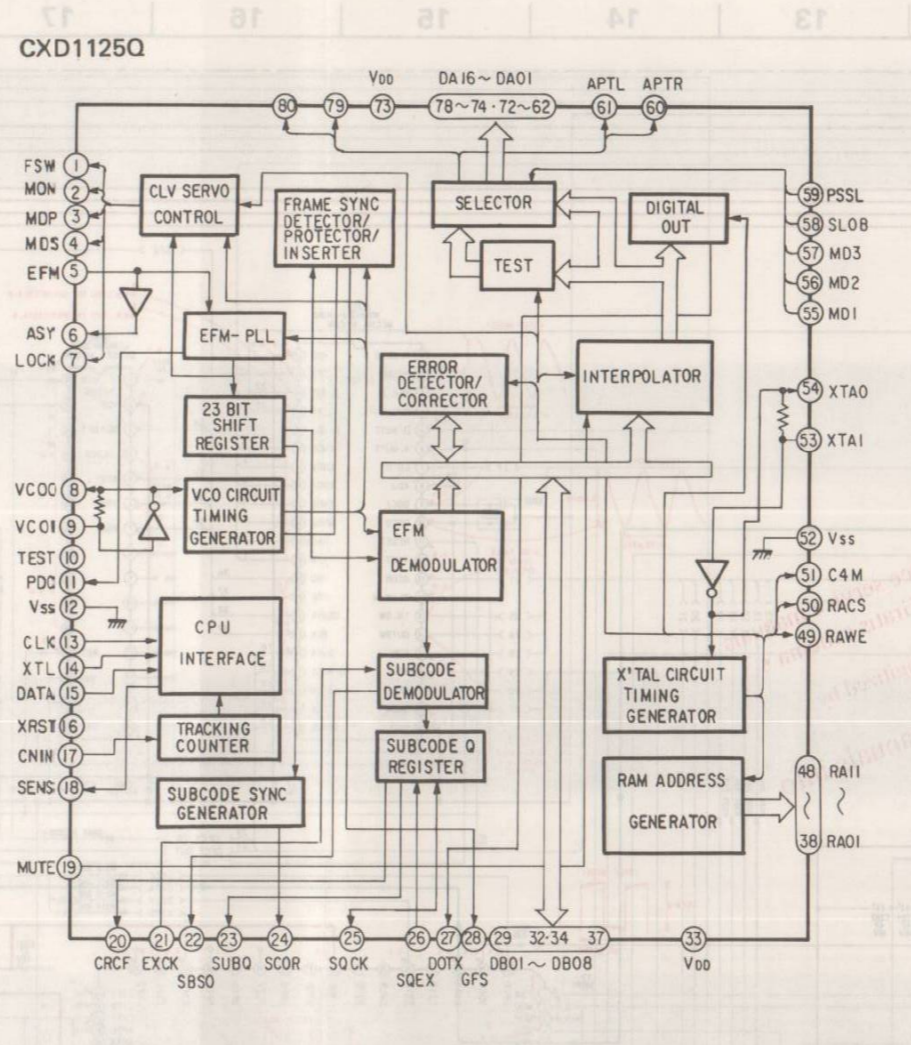 17 16 15 14 13
CXD1125Q
VDD DA16~DA01 APTL APTR
80 79 73 78~74·72~62 61 60
FSW 1
MON 2
MDP 3
MDS 4
EFM 5
ASY 6
LOCK 7
VCOO 8
VCOI 9
TEST 10
PDC 11
Vss 12
CLK 13
XTL 14
DATA 15
XRST 16
CNIN 17
SENS 18
MUTE 19
CLV SERVO
CONTROL
FRAME SYNC
DETECTOR/
PROTECTOR/
INSERTER
SELECTOR
DIGITAL
OUT
TEST
EFM-PLL
ERROR
DETECTOR/
CORRECTOR
INTERPOLATOR
23 BIT
SHIFT
REGISTER
VCO CIRCUIT
TIMING
GENERATOR
EFM
DEMODULATOR
CPU
INTERFACE
SUBCODE
DEMODULATOR
X'TAL CIRCUIT
TIMING
GENERATOR
TRACKING
COUNTER
SUBCODE Q
REGISTER
SUBCODE SYNC
GENERATOR
RAM ADDRESS
GENERATOR
59 PSSL
58 SLOB
57 MD3
56 MD2
55 MD1
54 XTAO
53 XTAI
52 Vss
51 C4M
50 RACS
49 RAWE
48 RA11
~
38 RA01
20 21 22 23 24 25 26 27 28 29 32-34 37 33
CRCF EXCK SUBQ SCOR SQCK DOTX DB01~DB08 VDD
SBSO SQEX GFS